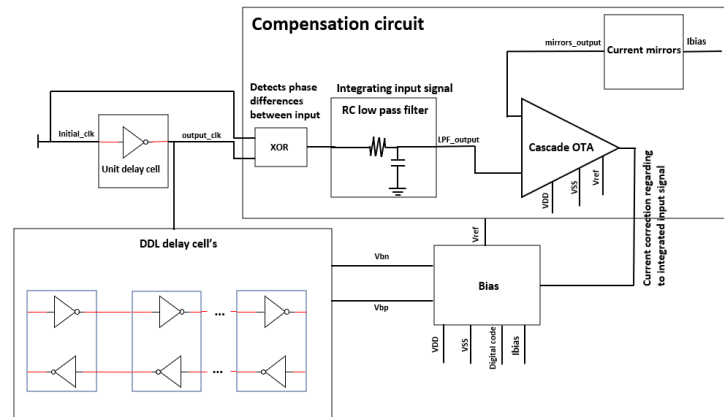 Compensation circuit
mirrors_output
Current mirrors
Ibias
Detects phase
differences
between input
Integrating input signal
RC low pass filter
Initial_clk
output_clk
Unit delay cell
XOR
LPF_output
Cascade OTA
VDD
VSS
Vref
Current correction regarding
to integrated input signal
DDL delay cell's
...
...
Vbn
Vbp
Vref
Bias
VDD
VSS
Digital code
Ibias